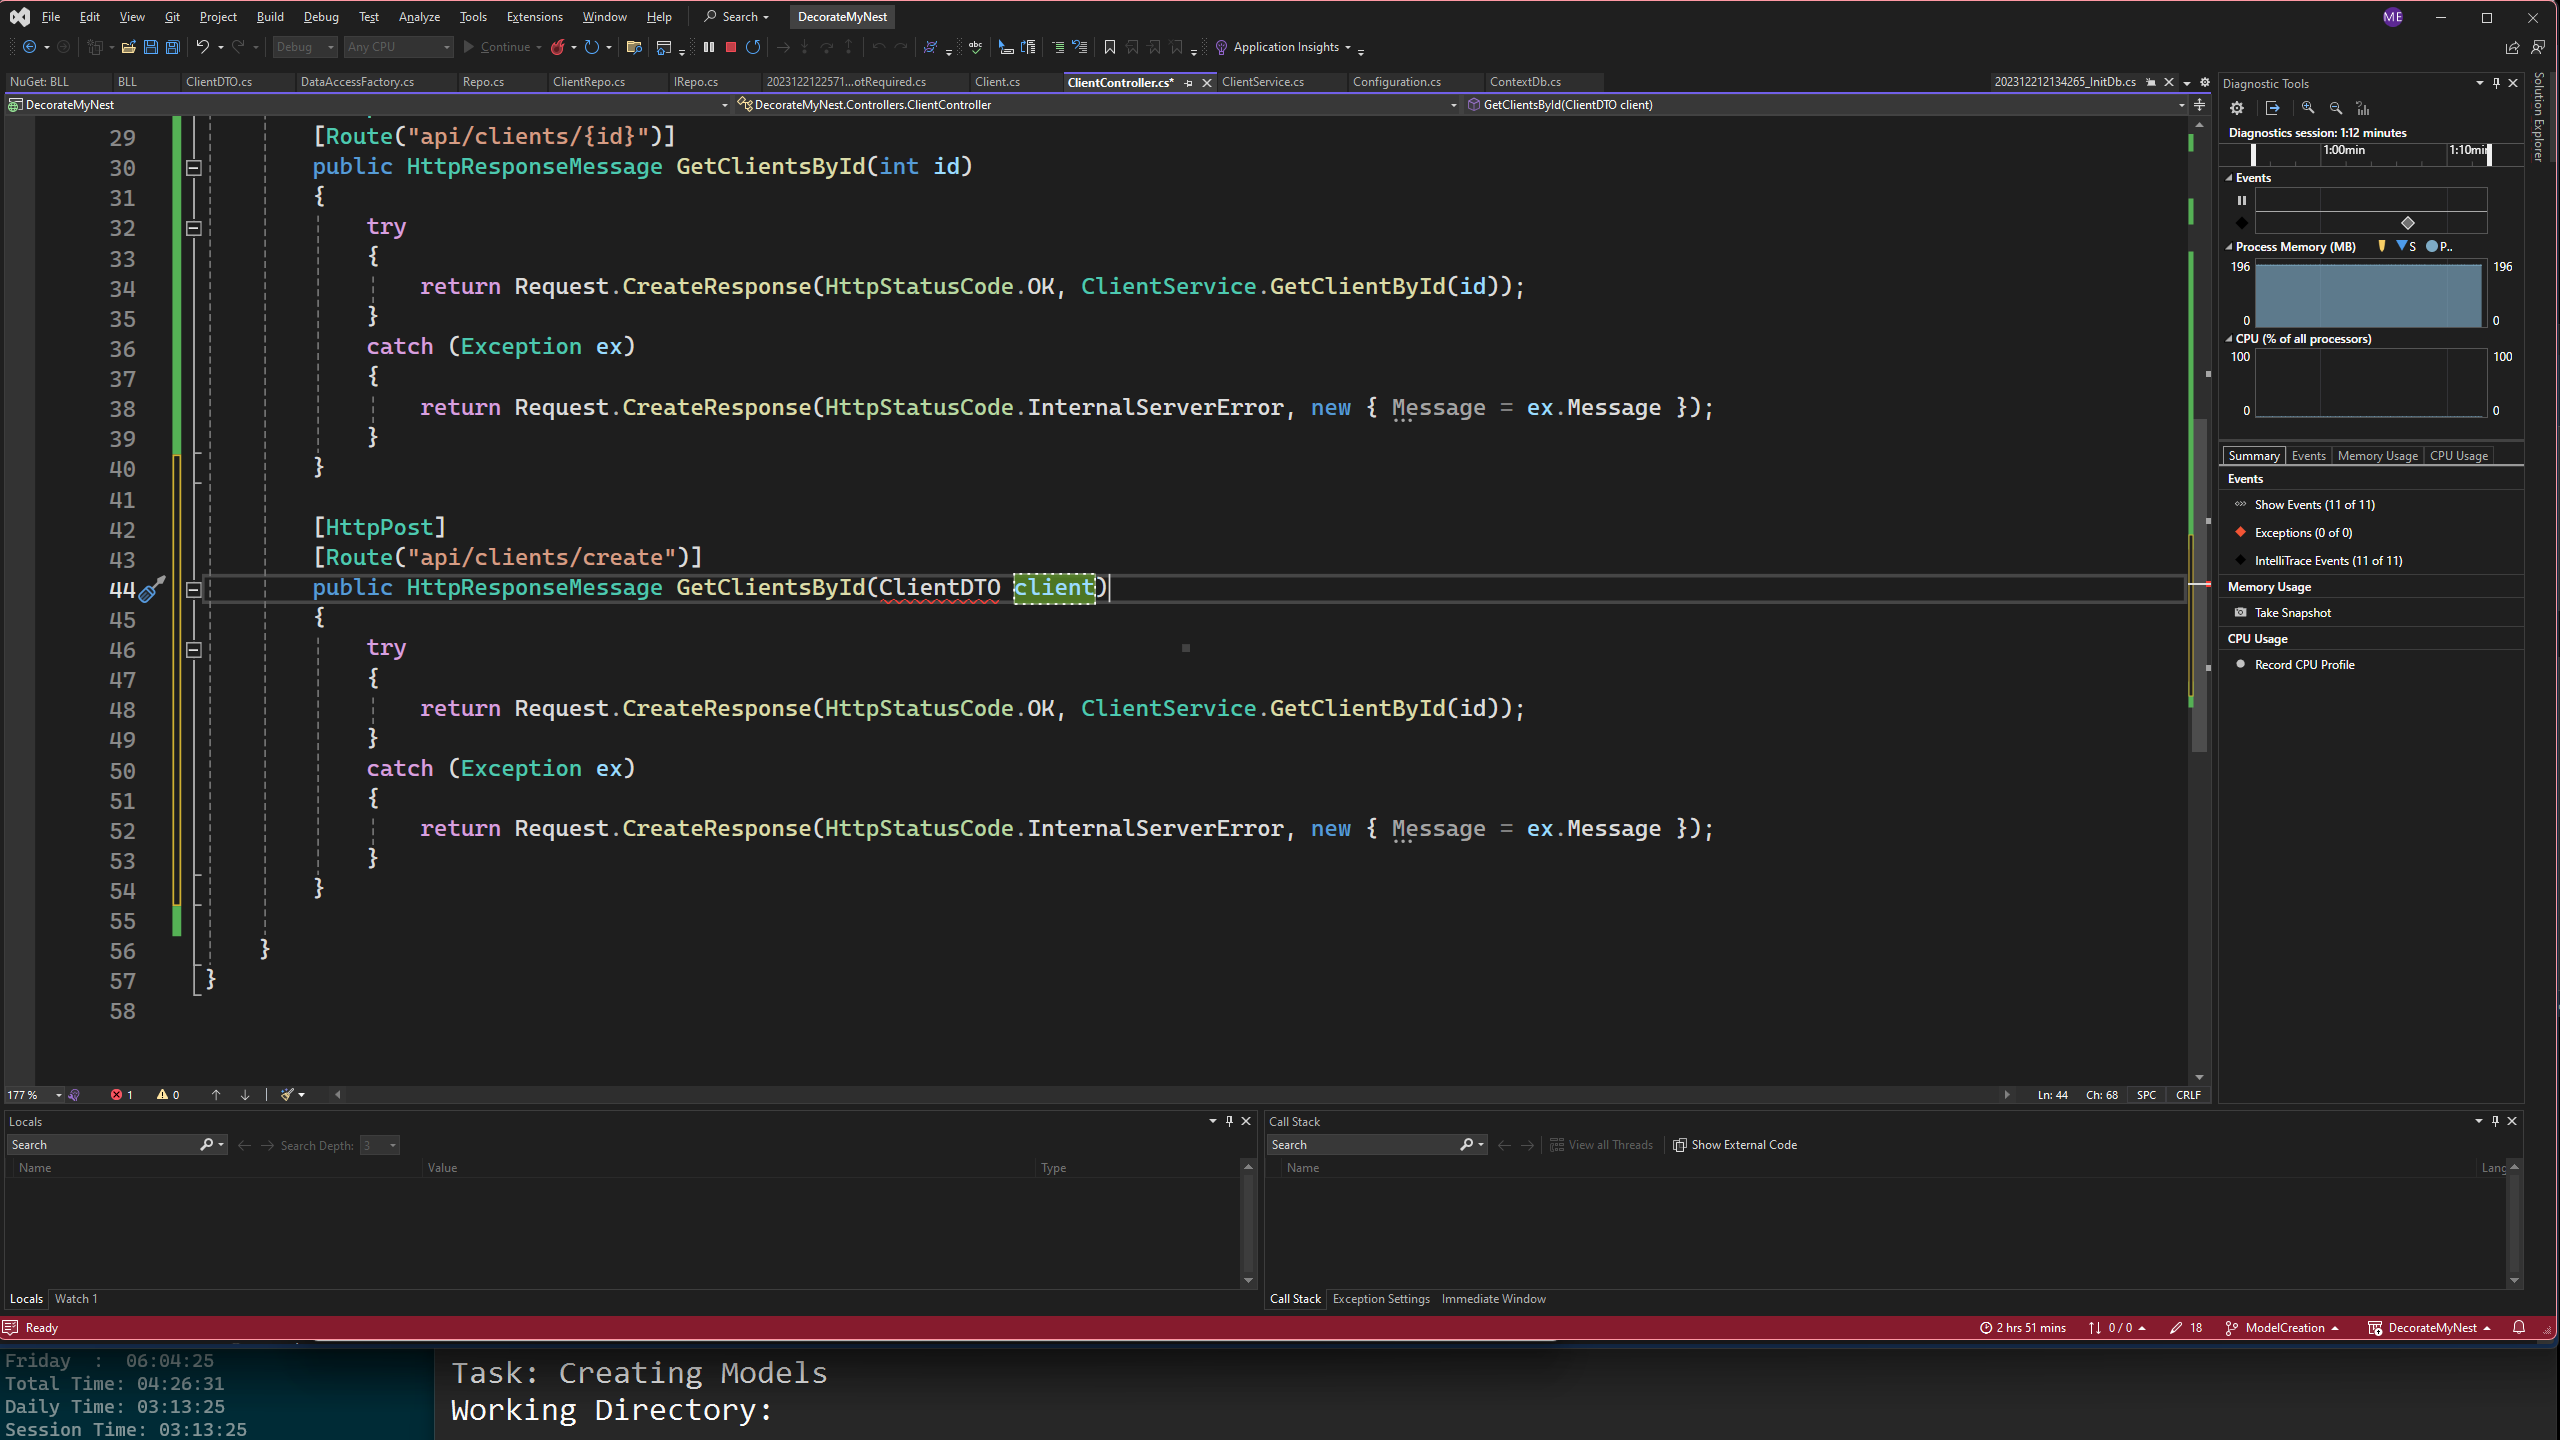 File Edit View Git Project Build Debug Test Analyze Tools Extensions Window Help Search DecorateMyNest ME
Debug Any CPU Continue abc Application Insights
NuGet: BLL BLL ClientDTO.cs DataAccessFactory.cs Repo.cs ClientRepo.cs IRepo.cs 2023122122571...otRequired.cs Client.cs ClientController.cs* ClientService.cs Configuration.cs ContextDb.cs 202312212134265_InitDb.cs
DecorateMyNest DecorateMyNest.Controllers.ClientController GetClientsById(ClientDTO client)
29 [Route("api/clients/{id}")]
30 public HttpResponseMessage GetClientsById(int id)
31 {
32 try
33 {
34 return Request.CreateResponse(HttpStatusCode.OK, ClientService.GetClientById(id));
35 }
36 catch (Exception ex)
37 {
38 return Request.CreateResponse(HttpStatusCode.InternalServerError, new { Message = ex.Message });
39 }
40 }
41
42 [HttpPost]
43 [Route("api/clients/create")]
44 public HttpResponseMessage GetClientsById(ClientDTO client)
45 {
46 try
47 {
48 return Request.CreateResponse(HttpStatusCode.OK, ClientService.GetClientById(id));
49 }
50 catch (Exception ex)
51 {
52 return Request.CreateResponse(HttpStatusCode.InternalServerError, new { Message = ex.Message });
53 }
54 }
55
56 }
57 }
58
177 % 1 0 Ln: 44 Ch: 68 SPC CRLF
Diagnostic Tools
Diagnostics session: 1:12 minutes
1:00min 1:10min
Events
Process Memory (MB) S P..
196 196
0 0
CPU (% of all processors)
100 100
0 0
Summary Events Memory Usage CPU Usage
Events
Show Events (11 of 11)
Exceptions (0 of 0)
IntelliTrace Events (11 of 11)
Memory Usage
Take Snapshot
CPU Usage
Record CPU Profile
Solution Explorer
Locals
Search Search Depth: 3
Name Value Type
Locals Watch 1
Call Stack
Search View all Threads Show External Code
Name Lang
Call Stack Exception Settings Immediate Window
Ready 2 hrs 51 mins 0 / 0 18 ModelCreation DecorateMyNest
Friday : 06:04:25
Total Time: 04:26:31
Daily Time: 03:13:25
Session Time: 03:13:25
Task: Creating Models
Working Directory: